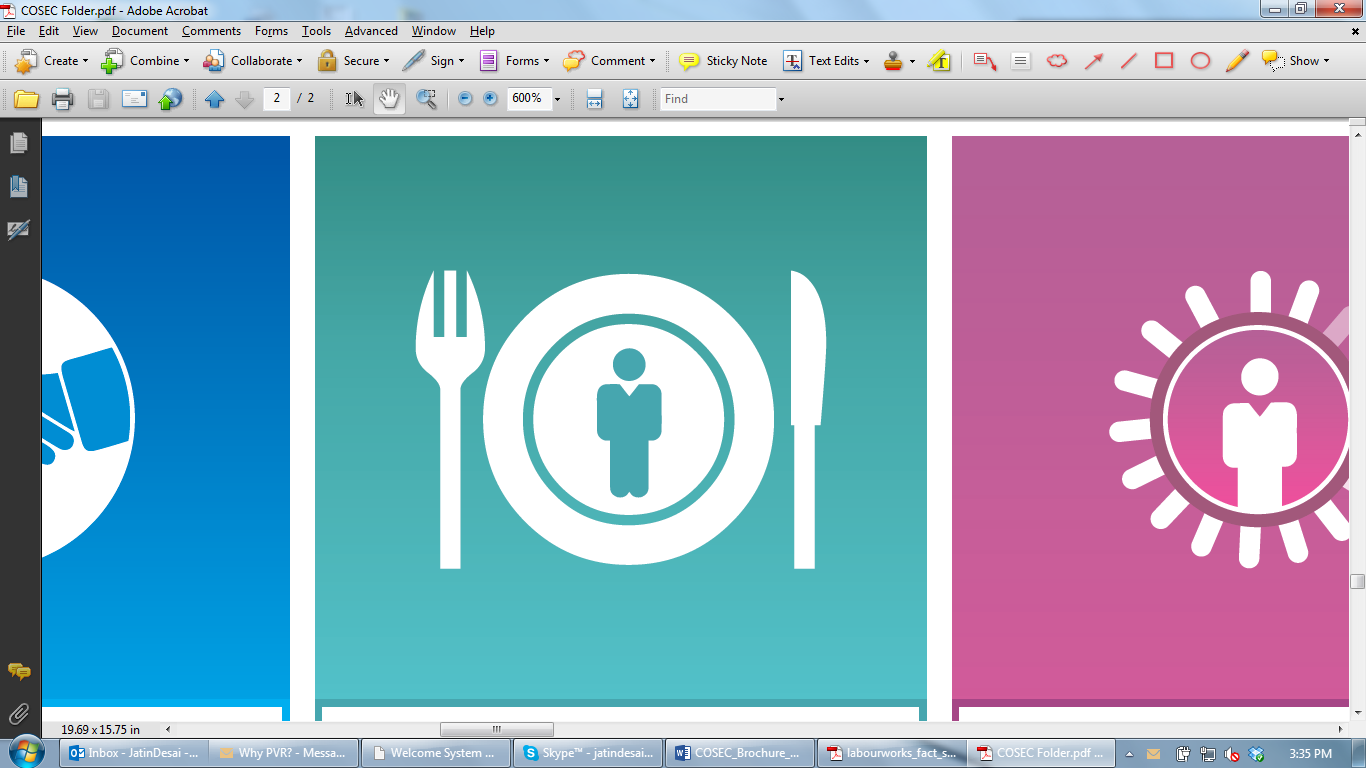 COSEC Folder.pdf - Adobe Acrobat
File Edit View Document Comments Forms Tools Advanced Window Help
Create Combine Collaborate Secure Sign Forms Comment Sticky Note Text Edits Show
2 / 2 600% Find
19.69 x 15.75 in
Inbox - JatinDesai -... Why PVR? - Messa... Welcome System ... Skype™ - jatindesai... COSEC_Brochure_... labourworks_fact_s... COSEC Folder.pdf ... 3:35 PM